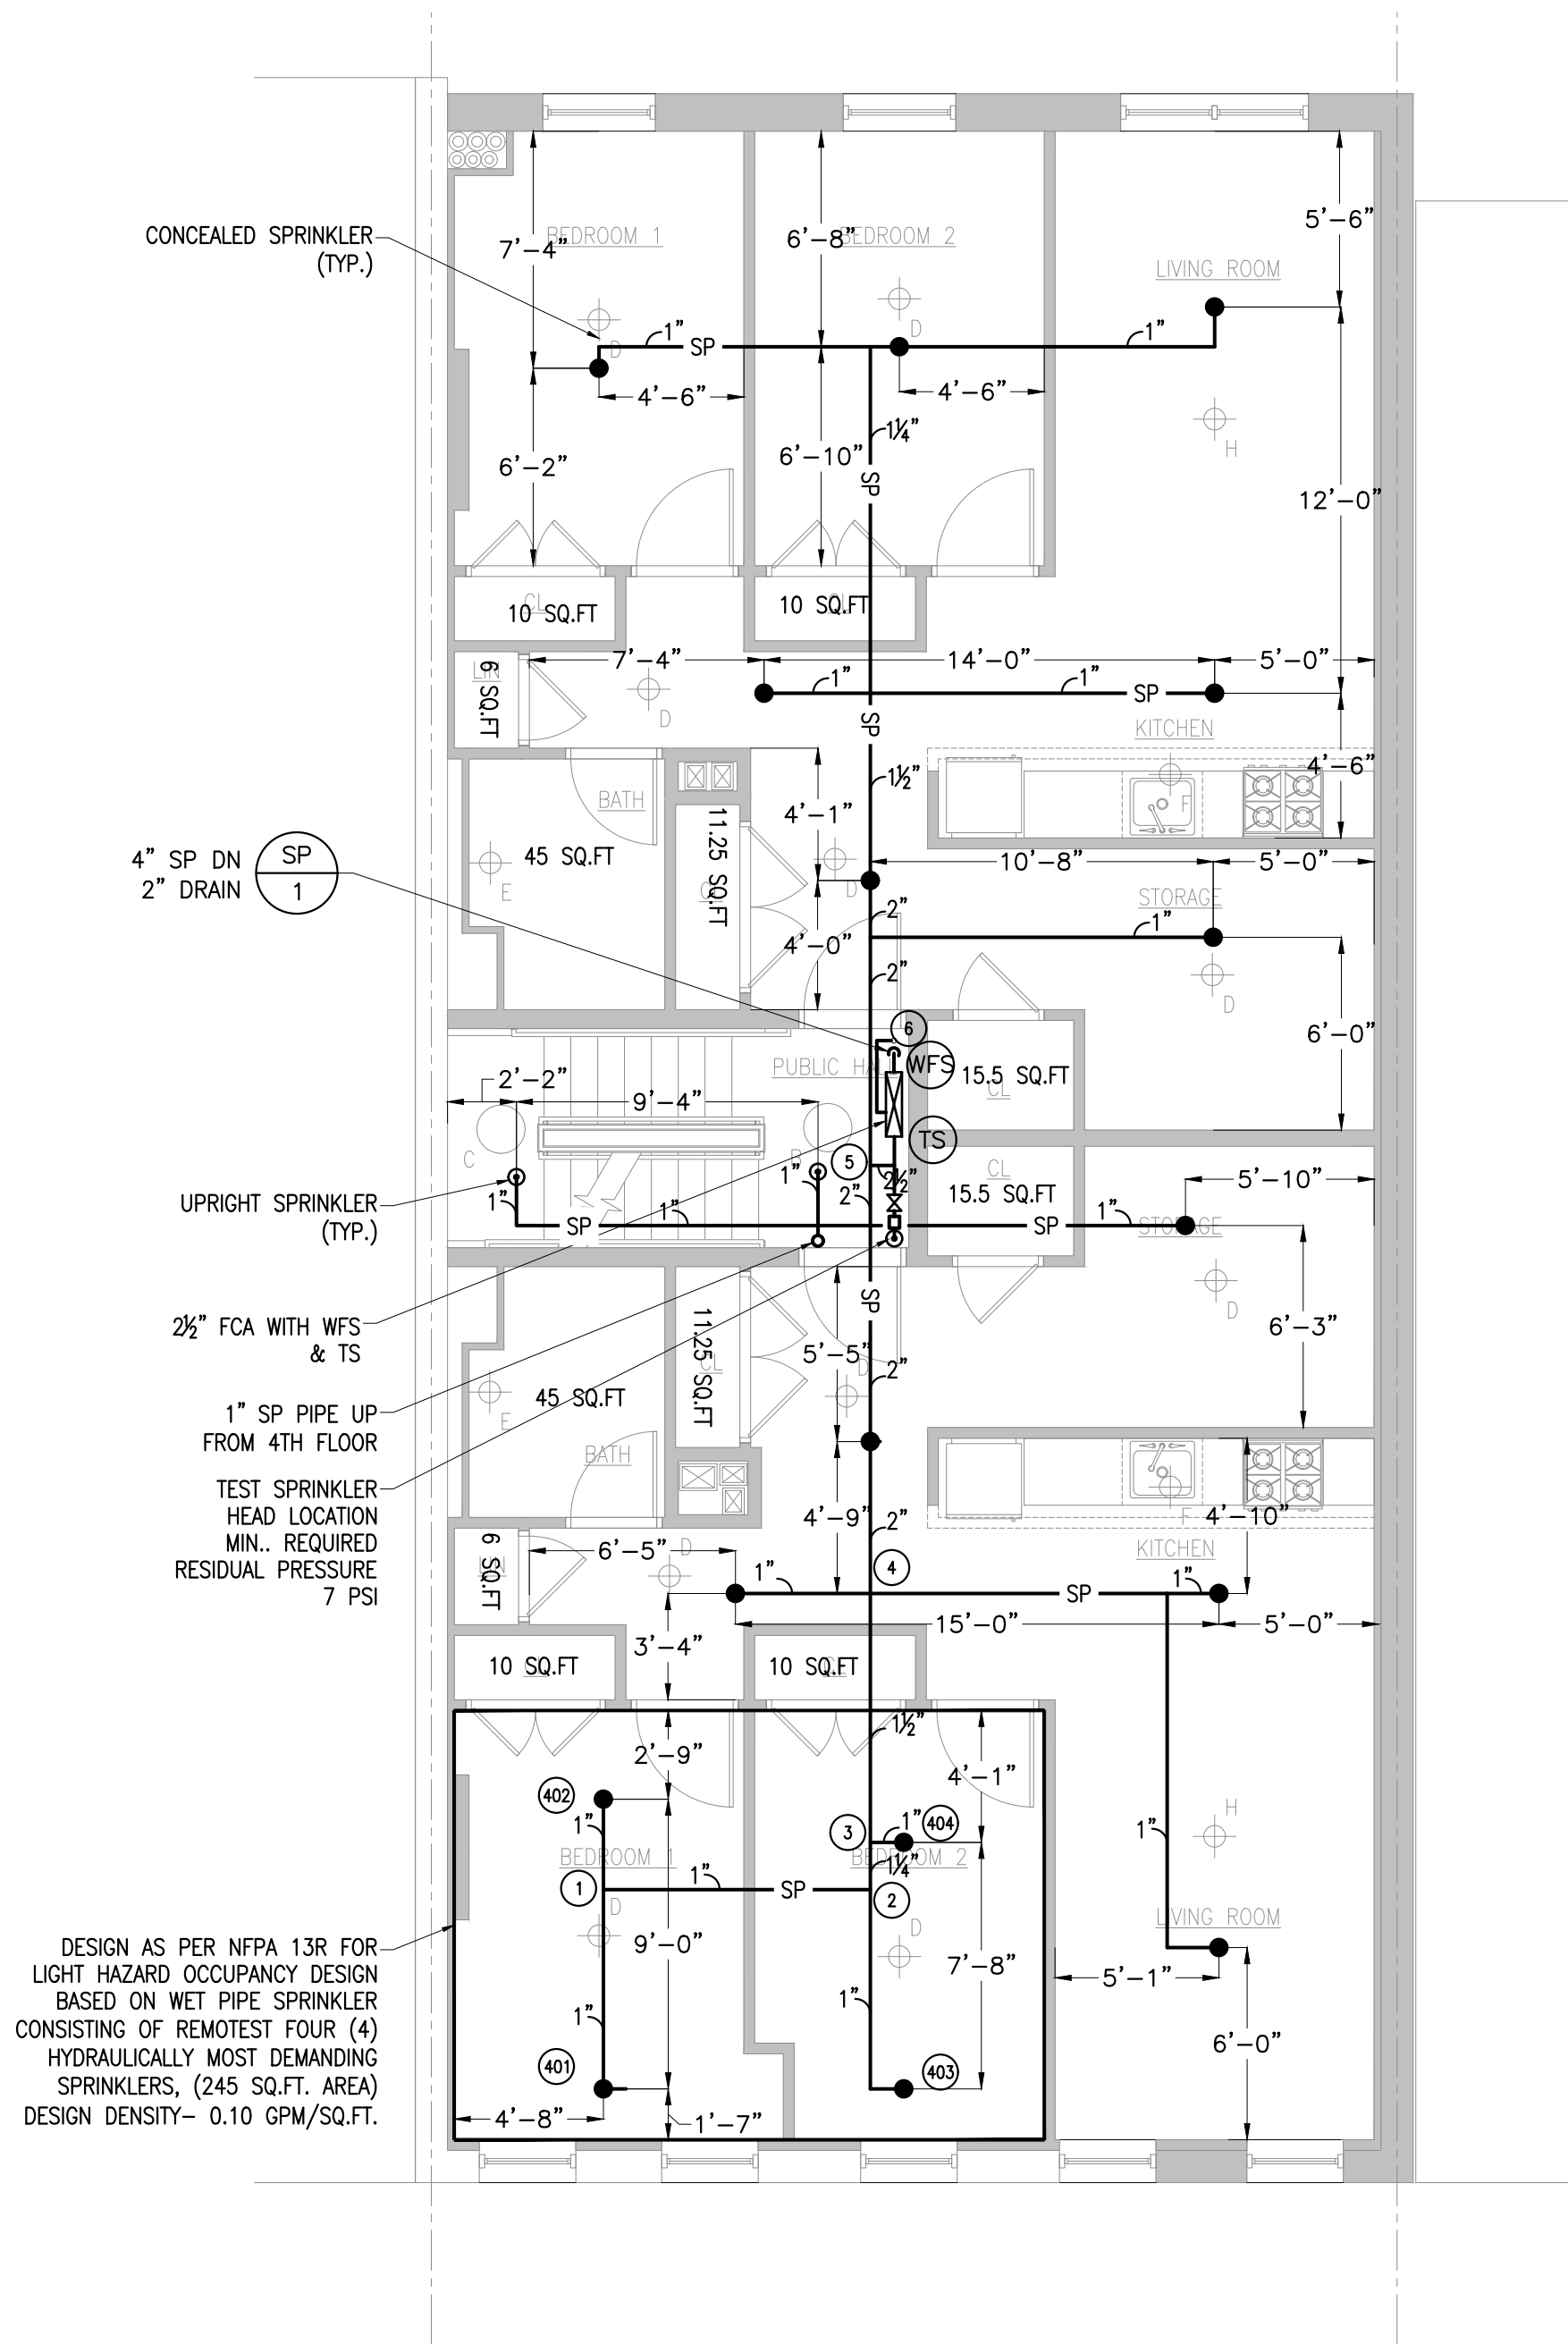 5'-6"
CONCEALED SPRINKLER
(TYP.)
7'-4"
BEDROOM 1
6'-8"
BEDROOM 2
LIVING ROOM
D
D
1"
SP
1"
4'-6"
4'-6"
1¼"
H
6'-2"
6'-10"
SP
12'-0"
CL
10 SQ.FT
10 SQ.FT
LIN
6 SQ.FT
7'-4"
14'-0"
5'-0"
D
1"
1"
SP
SP
KITCHEN
4'-6"
1½"
BATH
4'-1"
F
11.25 SQ.FT
4" SP DN
2" DRAIN
SP
1
45 SQ.FT
E
D
10'-8"
5'-0"
STORAGE
2"
1"
4'-0"
2"
D
6
6'-0"
PUBLIC HALL
WFS
15.5 SQ.FT
CL
2'-2"
9'-4"
C
B
TS
5
1"
2½"
CL
15.5 SQ.FT
5'-10"
UPRIGHT SPRINKLER
(TYP.)
1"
SP
1"
2"
SP
1"
STORAGE
D
SP
2½" FCA WITH WFS
& TS
11.25 SQ.FT
CL
5'-5"
D
2"
6'-3"
45 SQ.FT
E
1" SP PIPE UP
FROM 4TH FLOOR
BATH
TEST SPRINKLER
HEAD LOCATION
MIN.. REQUIRED
RESIDUAL PRESSURE
7 PSI
4'-9"
2"
4'-10"
F
KITCHEN
6 SQ.FT
6'-5"
D
4
1"
SP
1"
15'-0"
5'-0"
3'-4"
10 SQ.FT
10 SQ.FT
1½"
2'-9"
4'-1"
402
1"
3
1"
404
H
1"
BEDROOM 1
BEDROOM 2
1¼"
1
1"
SP
2
D
D
LIVING ROOM
9'-0"
7'-8"
5'-1"
1"
1"
DESIGN AS PER NFPA 13R FOR
LIGHT HAZARD OCCUPANCY DESIGN
BASED ON WET PIPE SPRINKLER
CONSISTING OF REMOTEST FOUR (4)
HYDRAULICALLY MOST DEMANDING
SPRINKLERS, (245 SQ.FT. AREA)
DESIGN DENSITY- 0.10 GPM/SQ.FT.
6'-0"
401
403
4'-8"
1'-7"